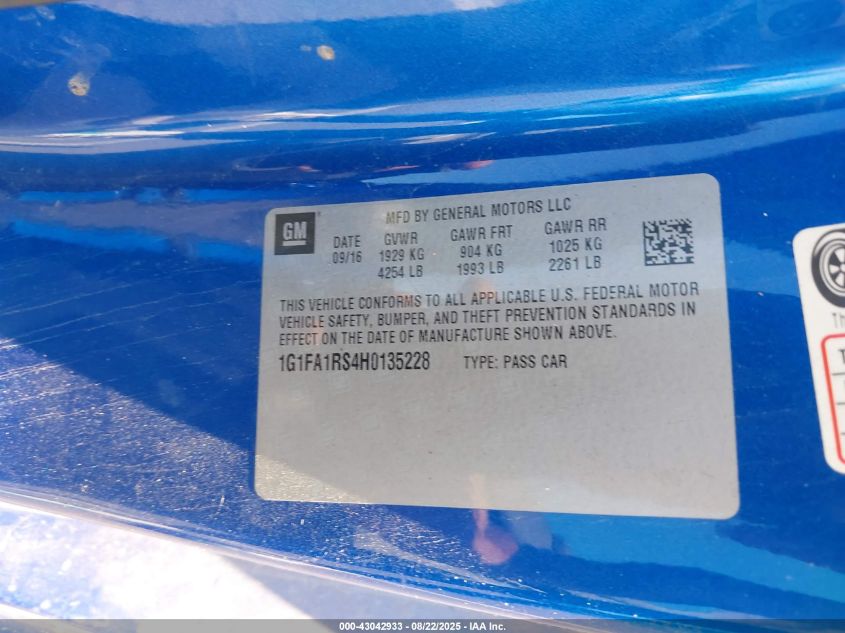 MFD BY GENERAL MOTORS LLC
GM
DATE GVWR GAWR FRT GAWR RR
09/16 1929 KG 904 KG 1025 KG
4254 LB 1993 LB 2261 LB
THIS VEHICLE CONFORMS TO ALL APPLICABLE U.S. FEDERAL MOTOR
VEHICLE SAFETY, BUMPER, AND THEFT PREVENTION STANDARDS IN
EFFECT ON THE DATE OF MANUFACTURE SHOWN ABOVE.
1G1FA1RS4H0135228 TYPE: PASS CAR
000-43042933 - 08/22/2025 - IAA Inc.